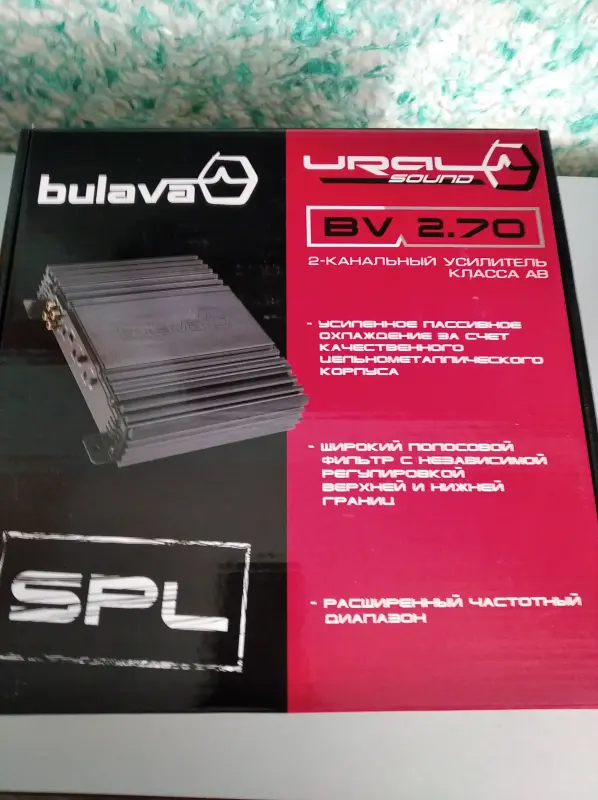 bulava
URAL
SOUND
BV 2.70
2-КАНАЛЬНЫЙ УСИЛИТЕЛЬ
КЛАССА АВ
- УСИЛЕННОЕ ПАССИВНОЕ
ОХЛАЖДЕНИЕ ЗА СЧЕТ
КАЧЕСТВЕННОГО
ЦЕЛЬНОМЕТАЛЛИЧЕСКОГО
КОРПУСА
- ШИРОКИЙ ПОЛОСОВОЙ
ФИЛЬТР С НЕЗАВИСИМОЙ
РЕГУЛИРОВКОЙ
ВЕРХНЕЙ И НИЖНЕЙ
ГРАНИЦ
- РАСШИРЕННЫЙ ЧАСТОТНЫЙ
ДИАПАЗОН
SPL